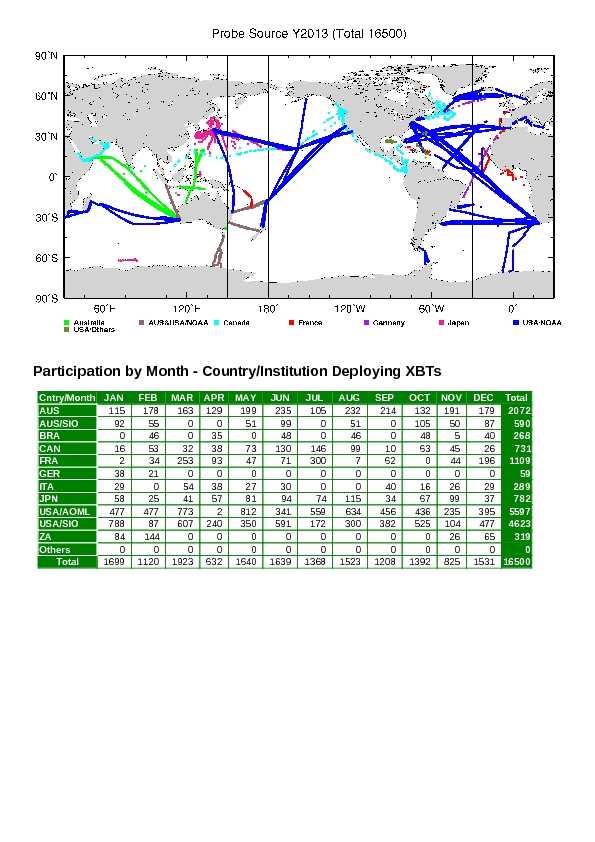 Probe Source Y2013 (Total 16500)
90°N
60°N
30°N
0°
30°S
60°S
90°S
60°E 120°E 180° 120°W 60°W 0°
Australia AUS&USA/NOAA Canada France Germany Japan USA-NOAA
USA-Others
Participation by Month - Country/Institution Deploying XBTs
Cntry/Month JAN FEB MAR APR MAY JUN JUL AUG SEP OCT NOV DEC Total
AUS 115 178 163 129 199 235 105 232 214 132 191 179 2072
AUS/SIO 92 55 0 0 51 99 0 51 0 105 50 87 590
BRA 0 46 0 35 0 48 0 46 0 48 5 40 268
CAN 16 53 32 38 73 130 146 99 10 63 45 26 731
FRA 2 34 253 93 47 71 300 7 62 0 44 196 1109
GER 38 21 0 0 0 0 0 0 0 0 0 0 59
ITA 29 0 54 38 27 30 0 0 40 16 26 29 289
JPN 58 25 41 57 81 94 74 115 34 67 99 37 782
USA/AOML 477 477 773 2 812 341 559 634 456 436 235 395 5597
USA/SIO 788 87 607 240 350 591 172 300 382 525 104 477 4623
ZA 84 144 0 0 0 0 0 0 0 0 26 65 319
Others 0 0 0 0 0 0 0 0 0 0 0 0 0
Total 1699 1120 1923 632 1640 1639 1368 1523 1208 1392 825 1531 16500